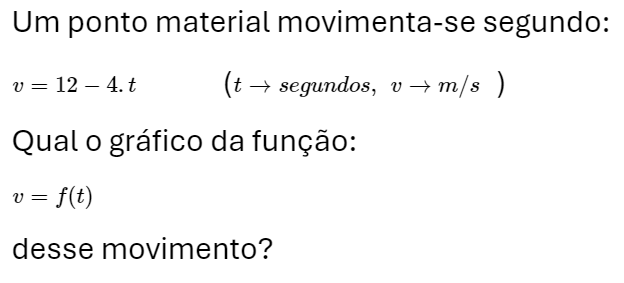 Um ponto material movimenta-se segundo:
v = 12 − 4. t (t → segundos, v → m/s )
Qual o gráfico da função:
v = f(t)
desse movimento?